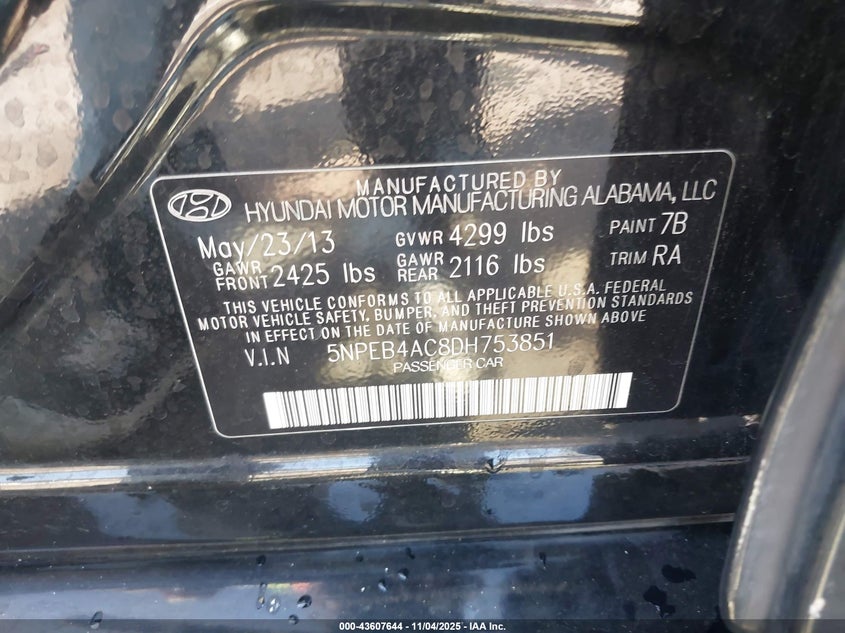 MANUFACTURED BY
HYUNDAI MOTOR MANUFACTURING ALABAMA, LLC
May/23/13 GVWR 4299 lbs PAINT 7B
GAWR FRONT 2425 lbs GAWR REAR 2116 lbs TRIM RA
THIS VEHICLE CONFORMS TO ALL APPLICABLE U.S.A. FEDERAL
MOTOR VEHICLE SAFETY, BUMPER, AND THEFT PREVENTION STANDARDS
IN EFFECT ON THE DATE OF MANUFACTURE SHOWN ABOVE
V.I.N 5NPEB4AC8DH753851
PASSENGER CAR
000-43607644 - 11/04/2025 - IAA Inc.